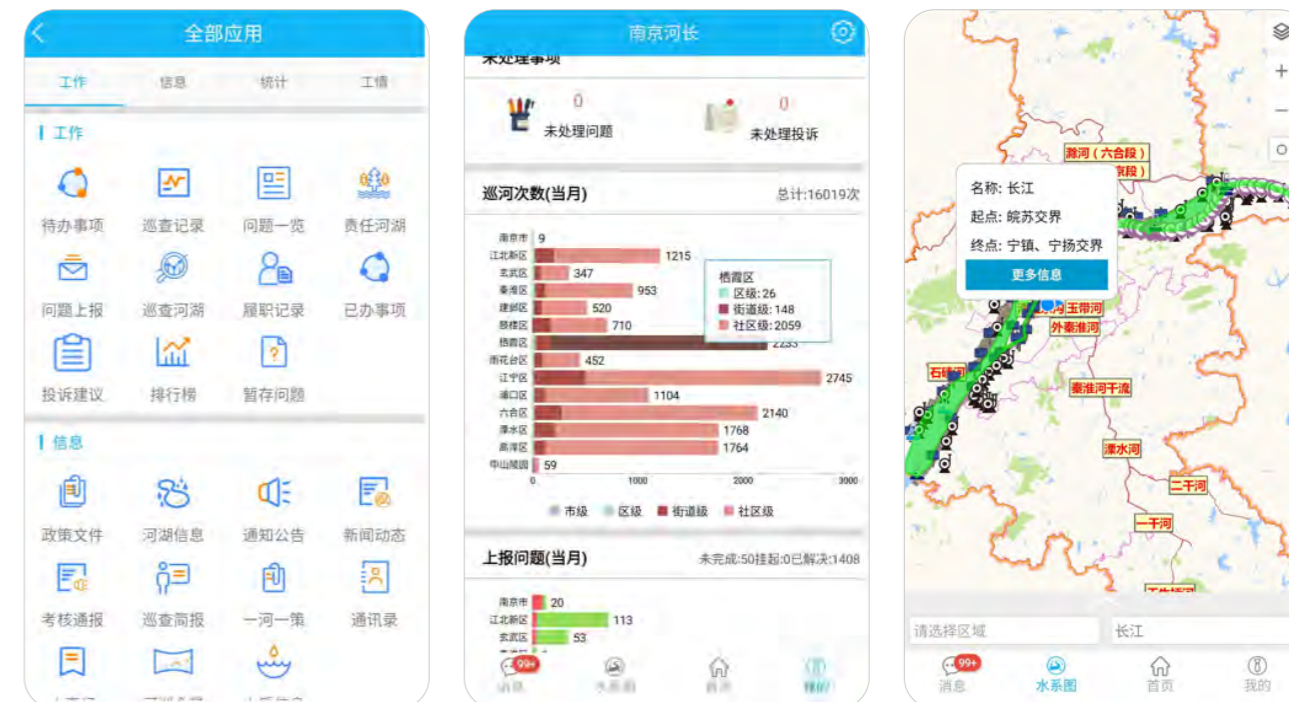 全部应用
工作 信息 统计 工情
工作
待办事项 巡查记录 问题一览 责任河湖
问题上报 巡查河湖 履职记录 已办事项
投诉建议 排行榜 暂存问题
信息
政策文件 河湖信息 通知公告 新闻动态
考核通报 巡查简报 一河一策 通讯录
南京河长
未处理事项
0 0
未处理问题 未处理投诉
巡河次数(当月) 总计:16019次
南京市 9
江北新区 1215
玄武区 347
秦淮区 953
建邺区 520
鼓楼区 710
栖霞区 2233
雨花台区 452
江宁区 2745
浦口区 1104
六合区 2140
溧水区 1768
高淳区 1764
中山陵园 59
0 1000 2000 3000
栖霞区
区级: 26
街道级: 148
社区级: 2059
市级 区级 街道级 社区级
上报问题(当月) 未完成:50挂起:0已解决:1408
南京市 20
江北新区 113
玄武区 53
99+
消息 水系图 首页 我的
滁河（六合段）
京段）
名称: 长江
起点: 皖苏交界
终点: 宁镇、宁扬交界
更多信息
玉带河
外秦淮河
秦淮河干流
溧水河
二干河
一干河
请选择区域 长江
99+
消息 水系图 首页 我的